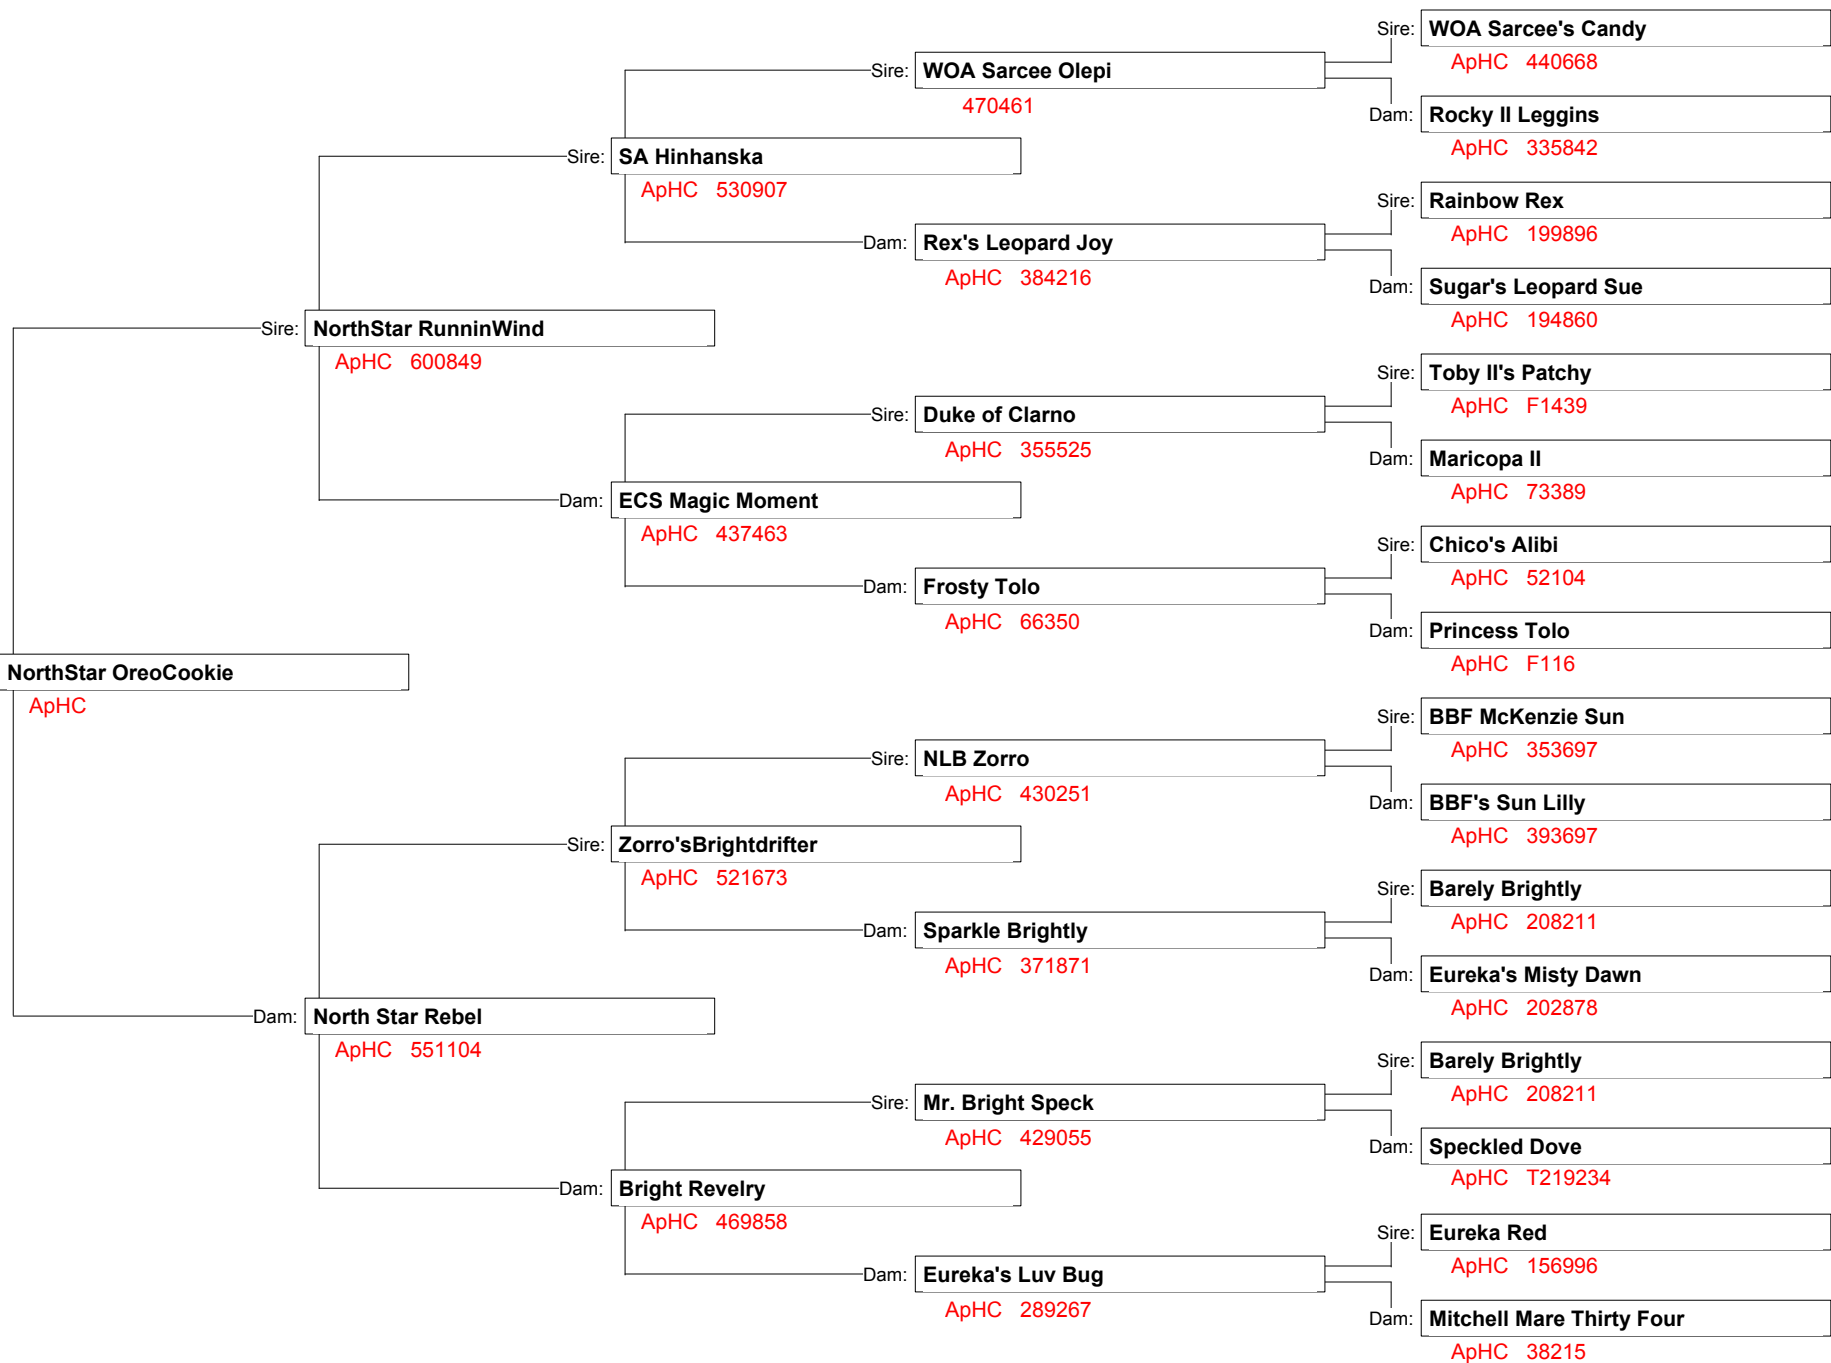 Sire: WOA Sarcee's Candy
ApHC 440668
Sire: WOA Sarcee Olepi
470461
Dam: Rocky II Leggins
ApHC 335842
Sire: SA Hinhanska
ApHC 530907
Sire: Rainbow Rex
ApHC 199896
Dam: Rex's Leopard Joy
ApHC 384216
Dam: Sugar's Leopard Sue
ApHC 194860
Sire: NorthStar RunninWind
ApHC 600849
Sire: Toby II's Patchy
ApHC F1439
Sire: Duke of Clarno
ApHC 355525
Dam: Maricopa II
ApHC 73389
Dam: ECS Magic Moment
ApHC 437463
Sire: Chico's Alibi
ApHC 52104
Dam: Frosty Tolo
ApHC 66350
Dam: Princess Tolo
ApHC F116
NorthStar OreoCookie
ApHC
Sire: BBF McKenzie Sun
ApHC 353697
Sire: NLB Zorro
ApHC 430251
Dam: BBF's Sun Lilly
ApHC 393697
Sire: Zorro'sBrightdrifter
ApHC 521673
Sire: Barely Brightly
ApHC 208211
Dam: Sparkle Brightly
ApHC 371871
Dam: Eureka's Misty Dawn
ApHC 202878
Dam: North Star Rebel
ApHC 551104
Sire: Barely Brightly
ApHC 208211
Sire: Mr. Bright Speck
ApHC 429055
Dam: Speckled Dove
ApHC T219234
Dam: Bright Revelry
ApHC 469858
Sire: Eureka Red
ApHC 156996
Dam: Eureka's Luv Bug
ApHC 289267
Dam: Mitchell Mare Thirty Four
ApHC 38215